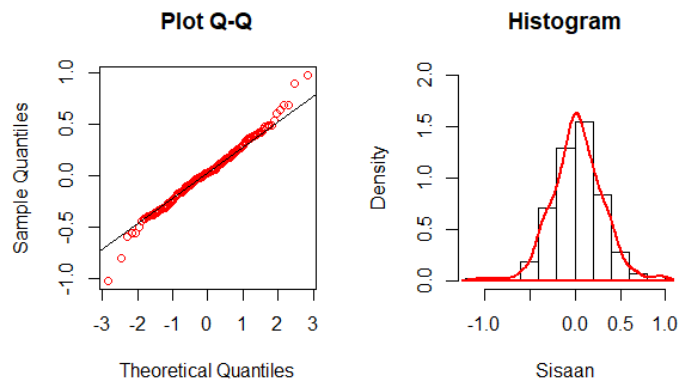 Plot Q-Q
Sample Quantiles
1.0
0.5
0.0
-0.5
-1.0
-3 -2 -1 0 1 2 3
Theoretical Quantiles
Histogram
Density
2.0
1.5
1.0
0.5
0.0
-1.0 0.0 0.5 1.0
Sisaan